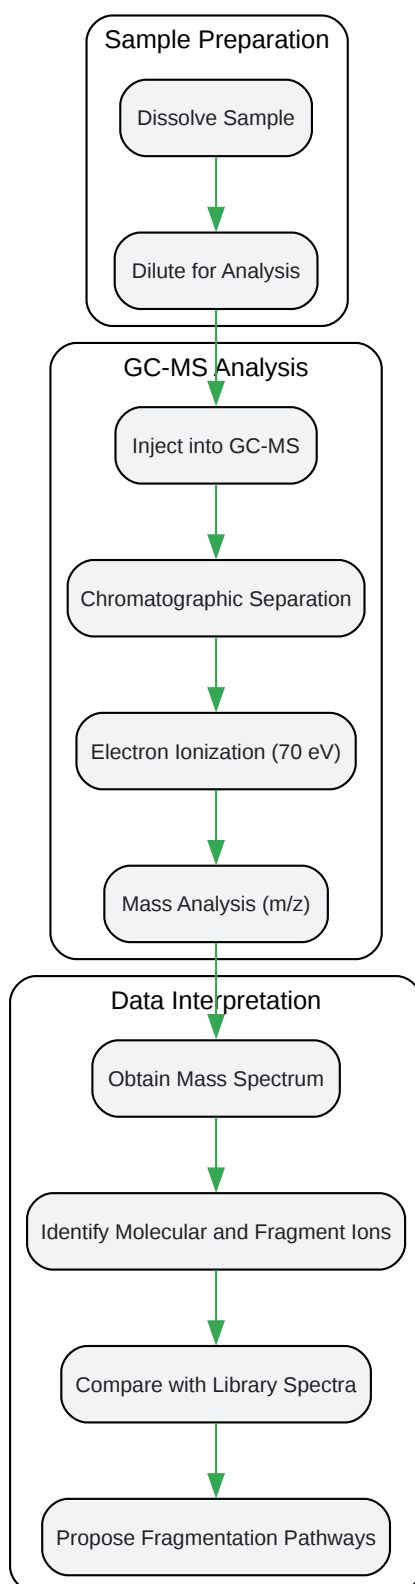 Sample Preparation
Dissolve Sample
Dilute for Analysis
GC-MS Analysis
Inject into GC-MS
Chromatographic Separation
Electron Ionization (70 eV)
Mass Analysis (m/z)
Data Interpretation
Obtain Mass Spectrum
Identify Molecular and Fragment Ions
Compare with Library Spectra
Propose Fragmentation Pathways